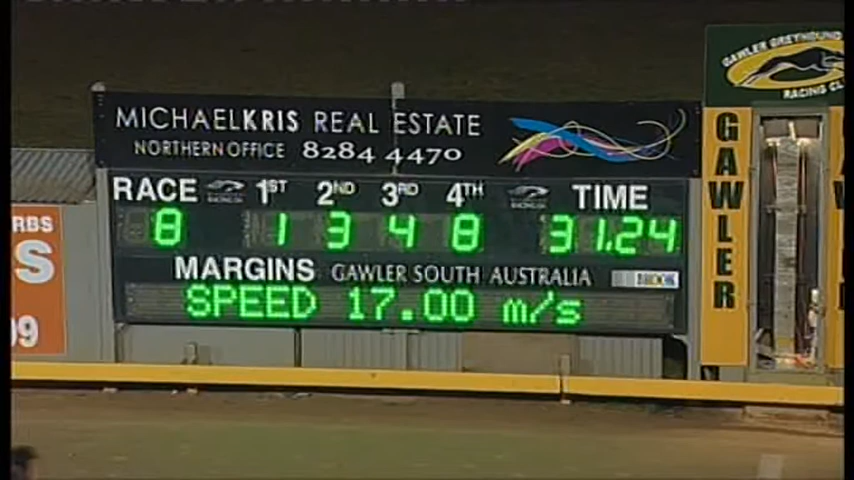 GAWLER GREYHOUND
RACING CLUB
MICHAELKRIS REAL ESTATE
NORTHERN OFFICE 8284 4470
RACE 1ST 2ND 3RD 4TH TIME
8 1 3 4 8 31.24
MARGINS GAWLER SOUTH AUSTRALIA
SPEED 17.00 m/s
GAWLER
RBS
S
09